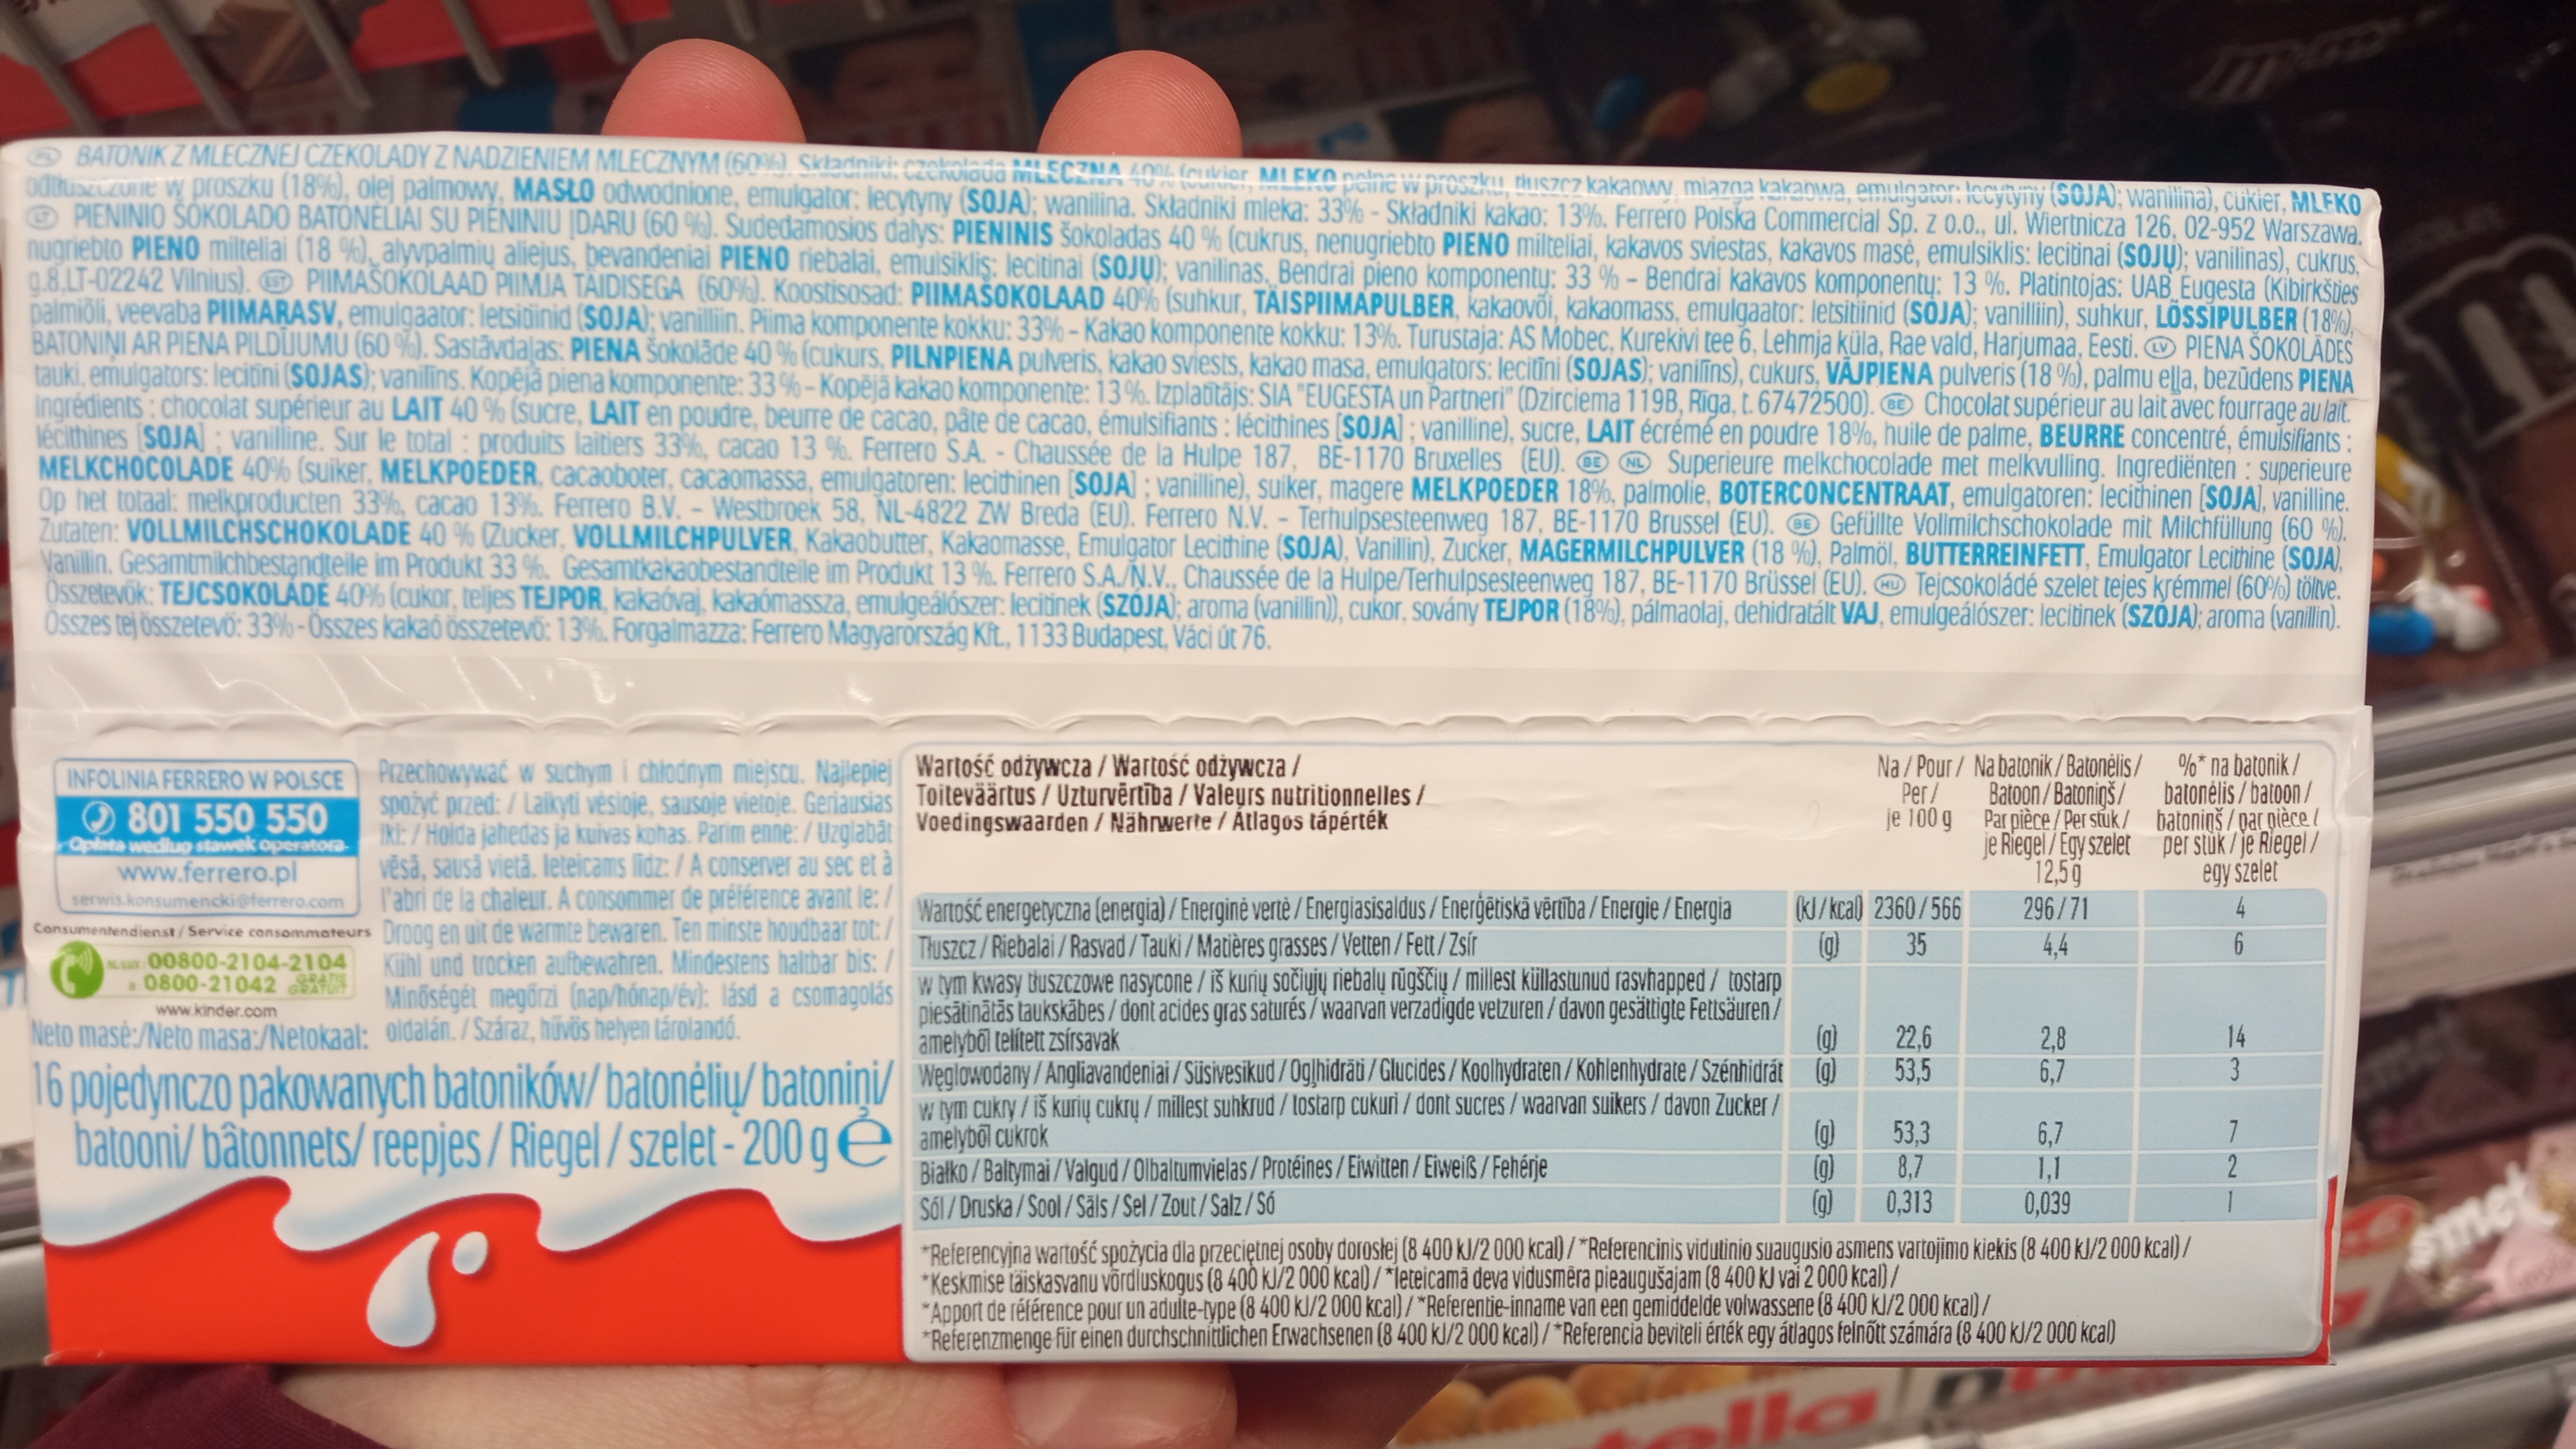 PL BATONIK Z MLECZNEJ CZEKOLADY Z NADZIENIEM MLECZNYM (60%). Składniki: czekolada MLECZNA 40% (cukier, MLEKO pełne w proszku, tłuszcz kakaowy, miazga kakaowa, emulgator: lecytyny (SOJA); wanilina), cukier, MLEKO
odtłuszczone w proszku (18%), olej palmowy, MASŁO odwodnione, emulgator: lecytyny (SOJA); wanilina. Składniki mleka: 33% - Składniki kakao: 13%. Ferrero Polska Commercial Sp. z o.o., ul. Wiertnicza 126, 02-952 Warszawa.
LT PIENINIO ŠOKOLADO BATONĖLIAI SU PIENINIU ĮDARU (60 %). Sudedamosios dalys: PIENINIS šokoladas 40 % (cukrus, nenugriebto PIENO milteliai, kakavos sviestas, kakavos masė, emulsiklis: lecitinai (SOJŲ); vanilinas), cukrus,
nugriebto PIENO milteliai (18 %), alyvpalmių aliejus, bevandeniai PIENO riebalai, emulsiklis: lecitinai (SOJŲ); vanilinas. Bendrai pieno komponentų: 33 % – Bendrai kakavos komponentų: 13 %. Platintojas: UAB Eugesta (Kibirkšties
g.8,LT-02242 Vilnius). EST PIIMAŠOKOLAAD PIIMJA TÄIDISEGA (60%). Koostisosad: PIIMAŠOKOLAAD 40% (suhkur, TÄISPIIMAPULBER, kakaovõi, kakaomass, emulgaator: letsitiinid (SOJA); vanilliin), suhkur, LÕSSIPULBER (18%),
palmiõli, veevaba PIIMARASV, emulgaator: letsitiinid (SOJA); vanilliin. Piima komponente kokku: 33% – Kakao komponente kokku: 13%. Turustaja: AS Mobec, Kurekivi tee 6, Lehmja küla, Rae vald, Harjumaa, Eesti. LV PIENA ŠOKOLĀDES
BATONIŅI AR PIENA PILDĪJUMU (60 %). Sastāvdaļas: PIENA šokolāde 40 % (cukurs, PILNPIENA pulveris, kakao sviests, kakao masa, emulgators: lecitīni (SOJAS); vanilīns), cukurs, VĀJPIENA pulveris (18 %), palmu eļļa, bezūdens PIENA
tauki, emulgators: lecitīni (SOJAS); vanilīns. Kopējā piena komponente: 33 % – Kopējā kakao komponente: 13 %. Izplatītājs: SIA "EUGESTA un Partneri" (Dzirciema 119B, Rīga, t. 67472500). BE Chocolat supérieur au lait avec fourrage au lait.
Ingrédients : chocolat supérieur au LAIT 40 % (sucre, LAIT en poudre, beurre de cacao, pâte de cacao, émulsifiants : lécithines [SOJA] ; vanilline), sucre, LAIT écrémé en poudre 18%, huile de palme, BEURRE concentré, émulsifiants :
lécithines [SOJA] ; vanilline. Sur le total : produits laitiers 33%, cacao 13 %. Ferrero S.A. - Chaussée de la Hulpe 187, BE-1170 Bruxelles (EU). BE NL Superieure melkchocolade met melkvulling. Ingrediënten : superieure
MELKCHOCOLADE 40% (suiker, MELKPOEDER, cacaoboter, cacaomassa, emulgatoren: lecithinen [SOJA] ; vanilline), suiker, magere MELKPOEDER 18%, palmolie, BOTERCONCENTRAAT, emulgatoren: lecithinen [SOJA], vanilline.
Op het totaal: melkproducten 33%, cacao 13%. Ferrero B.V. – Westbroek 58, NL-4822 ZW Breda (EU). Ferrero N.V. – Terhulpsesteenweg 187, BE-1170 Brussel (EU). BE Gefüllte Vollmilchschokolade mit Milchfüllung (60 %).
Zutaten: VOLLMILCHSCHOKOLADE 40 % (Zucker, VOLLMILCHPULVER, Kakaobutter, Kakaomasse, Emulgator Lecithine (SOJA), Vanillin), Zucker, MAGERMILCHPULVER (18 %), Palmöl, BUTTERREINFETT, Emulgator Lecithine (SOJA),
Vanillin. Gesamtmilchbestandteile im Produkt 33 %. Gesamtkakaobestandteile im Produkt 13 %. Ferrero S.A./N.V., Chaussée de la Hulpe/Terhulpsesteenweg 187, BE-1170 Brüssel (EU). HU Tejcsokoládé szelet tejes krémmel (60%) töltve.
Összetevők: TEJCSOKOLÁDÉ 40% (cukor, teljes TEJPOR, kakaóvaj, kakaómassza, emulgeálószer: lecitinek (SZÓJA); aroma (vanillin)), cukor, sovány TEJPOR (18%), pálmaolaj, dehidratált VAJ, emulgeálószer: lecitinek (SZÓJA); aroma (vanillin).
Összes tej összetevő: 33% - Összes kakaó összetevő: 13%. Forgalmazza: Ferrero Magyarország Kft., 1133 Budapest, Váci út 76.
INFOLINIA FERRERO W POLSCE
801 550 550
Opłata według stawek operatora.
www.ferrero.pl
serwis.konsumencki@ferrero.com
Consumentendienst / Service consommateurs
NL/LUX: 00800-2104-2104
B 0800-21042 GRATIS GRATUIT
www.kinder.com
Neto masė:/Neto masa:/Netokaal:
Przechowywać w suchym i chłodnym miejscu. Najlepiej
spożyć przed: / Laikyti vėsioje, sausoje vietoje. Geriausias
iki: / Hoida jahedas ja kuivas kohas. Parim enne: / Uzglabāt
vēsā, sausā vietā. Ieteicams līdz: / A conserver au sec et à
l'abri de la chaleur. A consommer de préférence avant le: /
Droog en uit de warmte bewaren. Ten minste houdbaar tot: /
Kühl und trocken aufbewahren. Mindestens haltbar bis: /
Minőségét megőrzi (nap/hónap/év): lásd a csomagolás
oldalán. / Száraz, hűvös helyen tárolandó.
16 pojedynczo pakowanych batoników/ batonėlių/ batoniņi/
batooni/ bâtonnets/ reepjes / Riegel / szelet - 200 g e
Wartość odżywcza / Wartość odżywcza /
Toiteväärtus / Uzturvērtība / Valeurs nutritionnelles /
Voedingswaarden / Nährwerte / Átlagos tápérték
Na / Pour / Per / je 100 g
Na batonik / Batonėlis / Batoon / Batoniņš / Par pièce / Per stuk / je Riegel / Egy szelet 12,5 g
%* na batonik / batonėlis / batoon / batoniņš / par pièce / per stuk / je Riegel / egy szelet
Wartość energetyczna (energia) / Energinė vertė / Energiasisaldus / Enerģētiskā vērtība / Energie / Energia (kJ / kcal) 2360 / 566 296 / 71 4
Tłuszcz / Riebalai / Rasvad / Tauki / Matières grasses / Vetten / Fett / Zsír (g) 35 4,4 6
w tym kwasy tłuszczowe nasycone / iš kurių sočiųjų riebalų rūgščių / millest küllastunud rasvhapped / tostarp
piesātinātās taukskābes / dont acides gras saturés / waarvan verzadigde vetzuren / davon gesättigte Fettsäuren /
amelyből telített zsírsavak (g) 22,6 2,8 14
Węglowodany / Angliavandeniai / Süsivesikud / Ogļhidrāti / Glucides / Koolhydraten / Kohlenhydrate / Szénhidrát (g) 53,5 6,7 3
w tym cukry / iš kurių cukrų / millest suhkrud / tostarp cukuri / dont sucres / waarvan suikers / davon Zucker /
amelyből cukrok (g) 53,3 6,7 7
Białko / Baltymai / Valgud / Olbaltumvielas / Protéines / Eiwitten / Eiweiß / Fehérje (g) 8,7 1,1 2
Sól / Druska / Sool / Sāls / Sel / Zout / Salz / Só (g) 0,313 0,039 1
*Referencyjna wartość spożycia dla przeciętnej osoby dorosłej (8 400 kJ/2 000 kcal) / *Referencinis vidutinio suaugusio asmens vartojimo kiekis (8 400 kJ/2 000 kcal) /
*Keskmise täiskasvanu võrdluskogus (8 400 kJ/2 000 kcal) / *Ieteicamā deva vidusmēra pieaugušajam (8 400 kJ vai 2 000 kcal) /
*Apport de référence pour un adulte-type (8 400 kJ/2 000 kcal) / *Referentie-inname van een gemiddelde volwassene (8 400 kJ/2 000 kcal) /
*Referenzmenge für einen durchschnittlichen Erwachsenen (8 400 kJ/2 000 kcal) / *Referencia beviteli érték egy átlagos felnőtt számára (8 400 kJ/2 000 kcal)